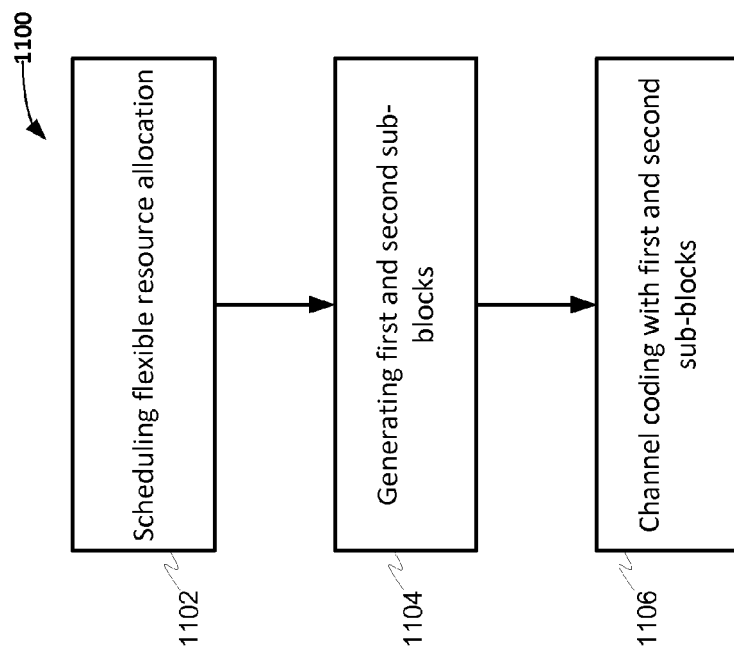 1100
Scheduling flexible resource allocation
1102
Generating first and second sub-
blocks
1104
Channel coding with first and second
sub-blocks
1106